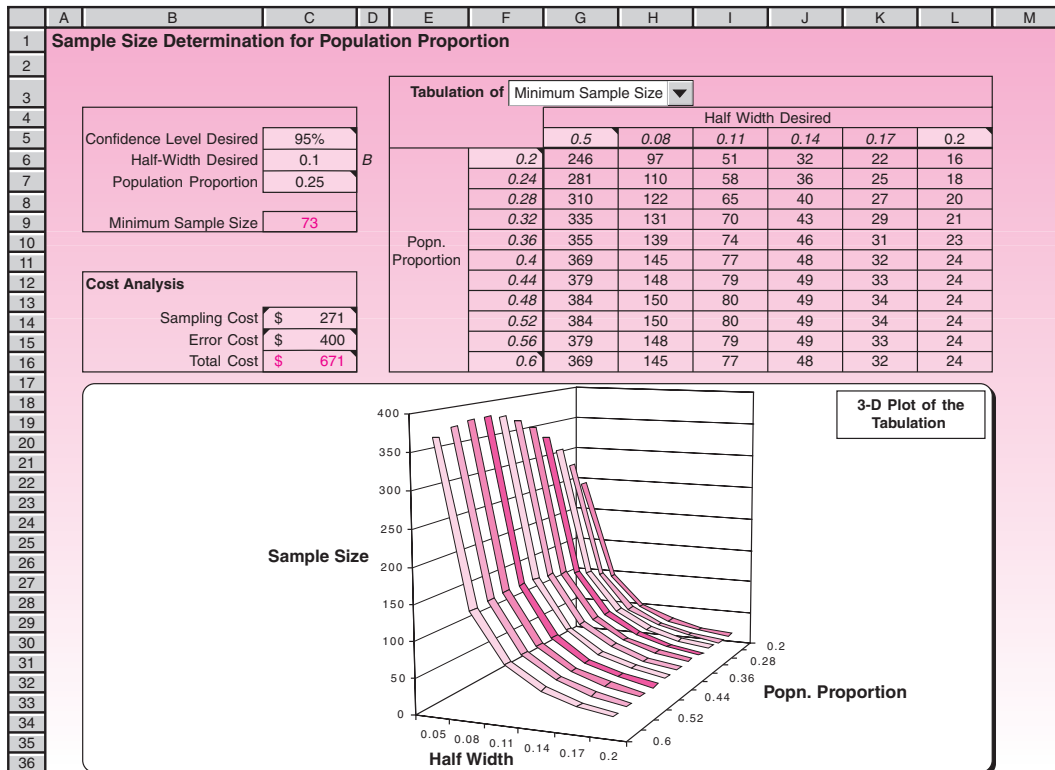 A B C D E F G H I J K L M
1 Sample Size Determination for Population Proportion
2
3 Tabulation of Minimum Sample Size
4 Half Width Desired
5 Confidence Level Desired 95% 0.5 0.08 0.11 0.14 0.17 0.2
6 Half-Width Desired 0.1 B 0.2 246 97 51 32 22 16
7 Population Proportion 0.25 0.24 281 110 58 36 25 18
8 0.28 310 122 65 40 27 20
9 Minimum Sample Size 73 0.32 335 131 70 43 29 21
10 Popn. 0.36 355 139 74 46 31 23
11 Proportion 0.4 369 145 77 48 32 24
12 Cost Analysis 0.44 379 148 79 49 33 24
13 0.48 384 150 80 49 34 24
14 Sampling Cost $ 271 0.52 384 150 80 49 34 24
15 Error Cost $ 400 0.56 379 148 79 49 33 24
16 Total Cost $ 671 0.6 369 145 77 48 32 24
17
18 3-D Plot of the
19 400 Tabulation
20
21 350
22
23 300
24
25 250
26 Sample Size
27 200
28
29 150
30 100 0.2
31 0.28
32 50 0.36
33 0.44 Popn. Proportion
34 0 0.52
35 0.05 0.08 0.11 0.14 0.17 0.2 0.6
36 Half Width